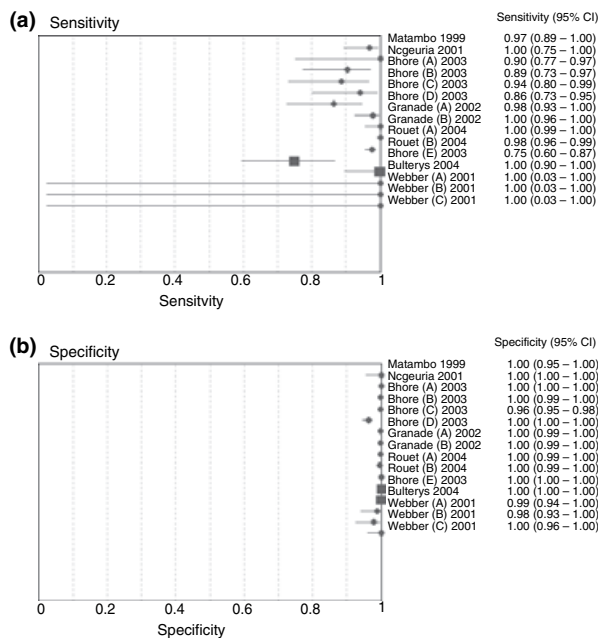 (a) Sensitivity
Sensitivity (95% CI)
Matambo 1999 0.97 (0.89 – 1.00)
Ncgeuria 2001 1.00 (0.75 – 1.00)
Bhore (A) 2003 0.90 (0.77 – 0.97)
Bhore (B) 2003 0.89 (0.73 – 0.97)
Bhore (C) 2003 0.94 (0.80 – 0.99)
Bhore (D) 2003 0.86 (0.73 – 0.95)
Granade (A) 2002 0.98 (0.93 – 1.00)
Granade (B) 2002 1.00 (0.96 – 1.00)
Rouet (A) 2004 1.00 (0.99 – 1.00)
Rouet (B) 2004 0.98 (0.96 – 0.99)
Bhore (E) 2003 0.75 (0.60 – 0.87)
Bulterys 2004 1.00 (0.90 – 1.00)
Webber (A) 2001 1.00 (0.03 – 1.00)
Webber (B) 2001 1.00 (0.03 – 1.00)
Webber (C) 2001 1.00 (0.03 – 1.00)
0 0.2 0.4 0.6 0.8 1
Sensitvity
(b) Specificity
Specificity (95% CI)
Matambo 1999 1.00 (0.95 – 1.00)
Ncgeuria 2001 1.00 (1.00 – 1.00)
Bhore (A) 2003 1.00 (1.00 – 1.00)
Bhore (B) 2003 1.00 (0.99 – 1.00)
Bhore (C) 2003 0.96 (0.95 – 0.98)
Bhore (D) 2003 1.00 (1.00 – 1.00)
Granade (A) 2002 1.00 (0.99 – 1.00)
Granade (B) 2002 1.00 (0.99 – 1.00)
Rouet (A) 2004 1.00 (0.99 – 1.00)
Rouet (B) 2004 1.00 (0.99 – 1.00)
Bhore (E) 2003 1.00 (1.00 – 1.00)
Bulterys 2004 1.00 (1.00 – 1.00)
Webber (A) 2001 0.99 (0.94 – 1.00)
Webber (B) 2001 0.98 (0.93 – 1.00)
Webber (C) 2001 1.00 (0.96 – 1.00)
0 0.2 0.4 0.6 0.8 1
Specificity